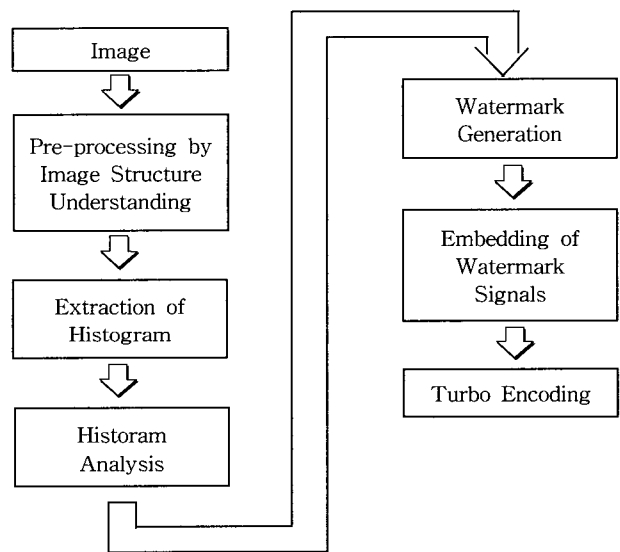 Image
Pre-processing by
Image Structure
Understanding
Extraction of
Histogram
Historam
Analysis
Watermark
Generation
Embedding of
Watermark
Signals
Turbo Encoding